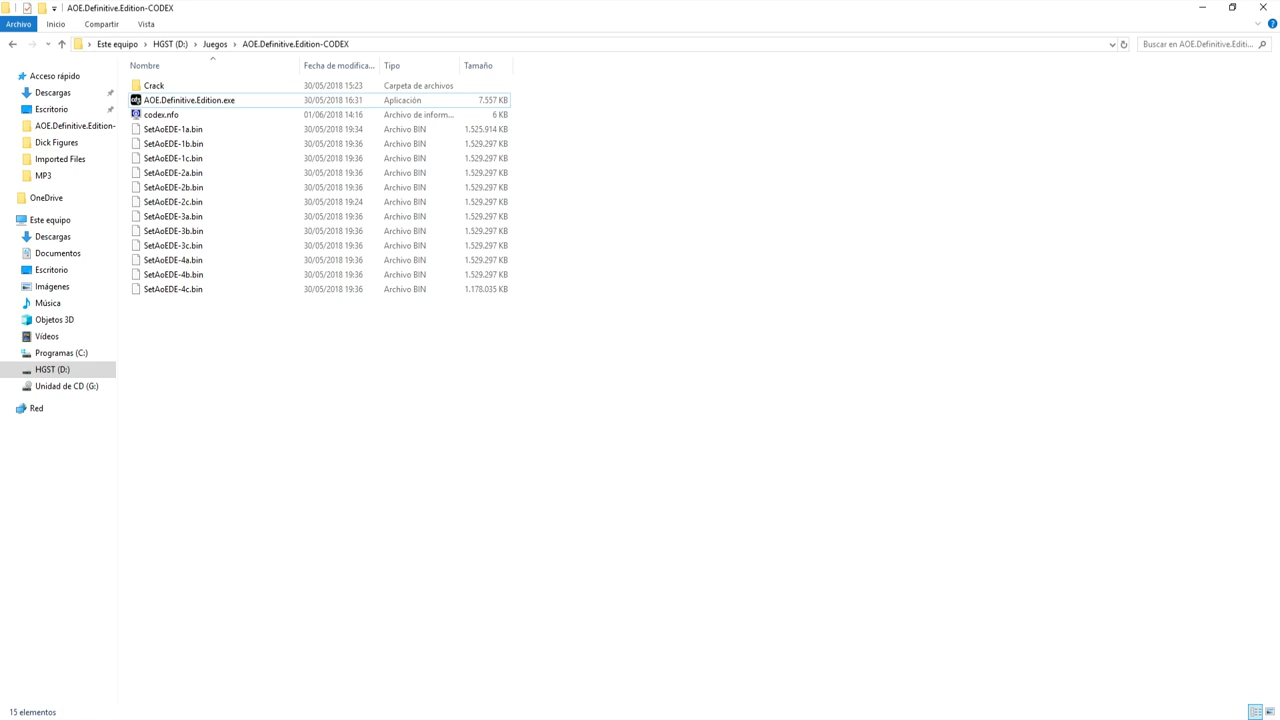 AOE.Definitive.Edition-CODEX
Archivo Inicio Compartir Vista
Este equipo HGST (D:) Juegos AOE.Definitive.Edition-CODEX Buscar en AOE.Definitive.Editi...
Nombre Fecha de modifica... Tipo Tamaño
Acceso rápido
Descargas
Escritorio
AOE.Definitive.Edition-
Dick Figures
Imported Files
MP3
OneDrive
Este equipo
Descargas
Documentos
Escritorio
Imágenes
Música
Objetos 3D
Vídeos
Programas (C:)
HGST (D:)
Unidad de CD (G:)
Red
Crack 30/05/2018 15:23 Carpeta de archivos
AOE.Definitive.Edition.exe 30/05/2018 16:31 Aplicación 7.557 KB
codex.nfo 01/06/2018 14:16 Archivo de inform... 6 KB
SetAoEDE-1a.bin 30/05/2018 19:34 Archivo BIN 1.525.914 KB
SetAoEDE-1b.bin 30/05/2018 19:36 Archivo BIN 1.529.297 KB
SetAoEDE-1c.bin 30/05/2018 19:36 Archivo BIN 1.529.297 KB
SetAoEDE-2a.bin 30/05/2018 19:36 Archivo BIN 1.529.297 KB
SetAoEDE-2b.bin 30/05/2018 19:36 Archivo BIN 1.529.297 KB
SetAoEDE-2c.bin 30/05/2018 19:24 Archivo BIN 1.529.297 KB
SetAoEDE-3a.bin 30/05/2018 19:36 Archivo BIN 1.529.297 KB
SetAoEDE-3b.bin 30/05/2018 19:36 Archivo BIN 1.529.297 KB
SetAoEDE-3c.bin 30/05/2018 19:36 Archivo BIN 1.529.297 KB
SetAoEDE-4a.bin 30/05/2018 19:36 Archivo BIN 1.529.297 KB
SetAoEDE-4b.bin 30/05/2018 19:36 Archivo BIN 1.529.297 KB
SetAoEDE-4c.bin 30/05/2018 19:36 Archivo BIN 1.178.035 KB
15 elementos